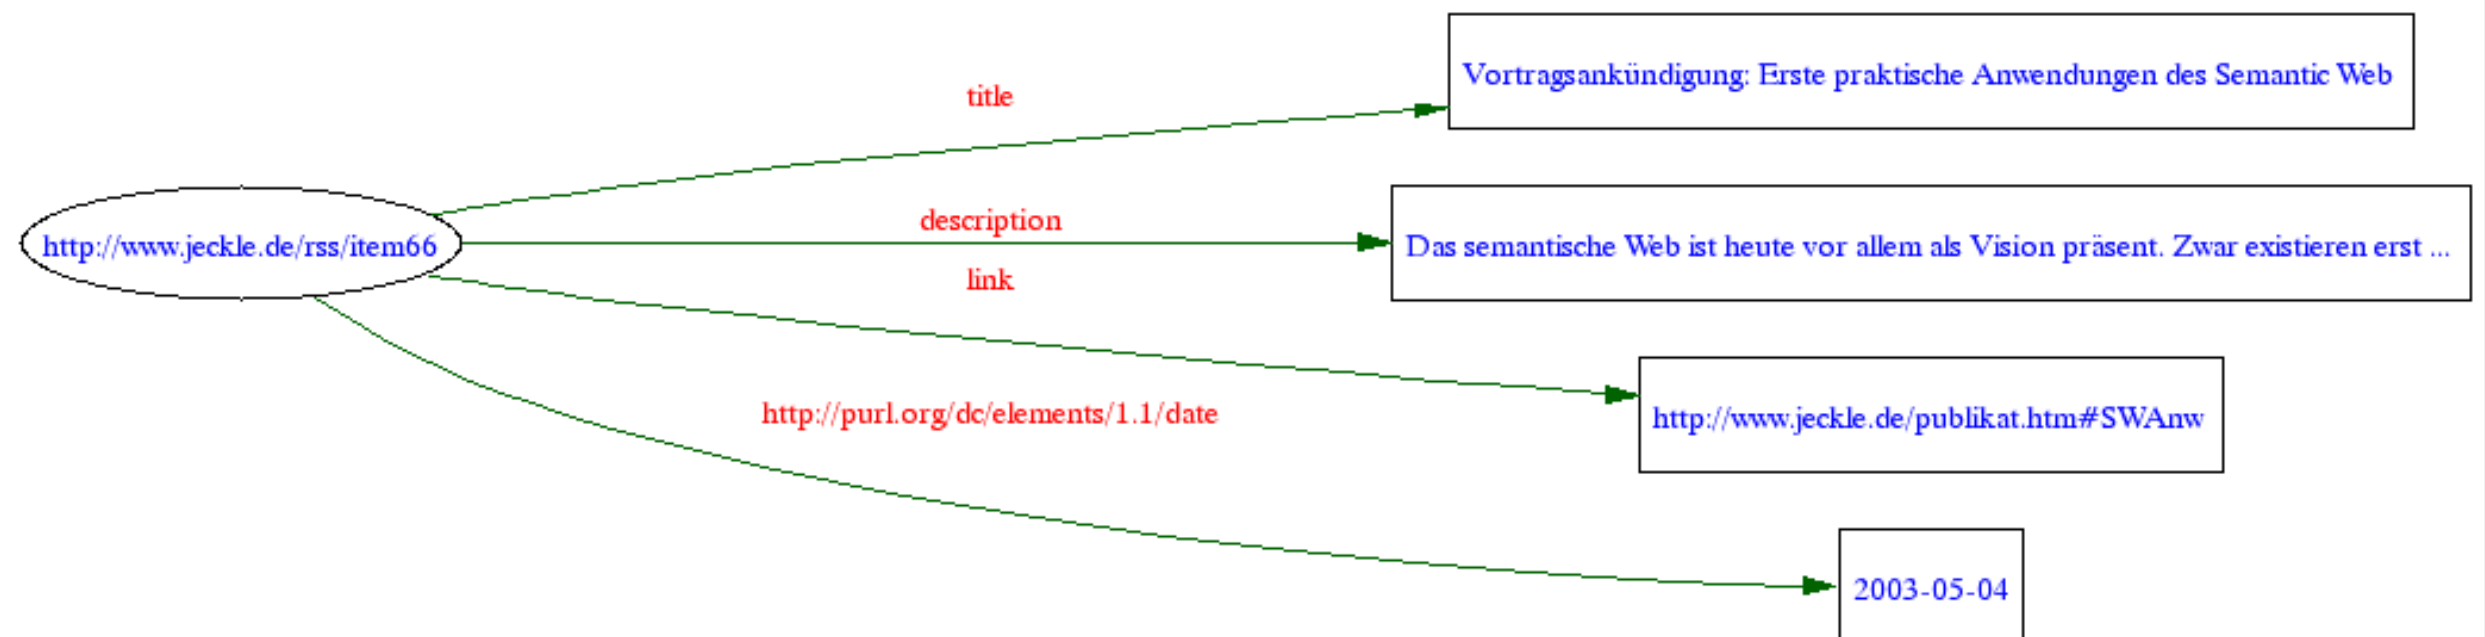 title
Vortragsankündigung: Erste praktische Anwendungen des Semantic Web
http://www.jeckle.de/rss/item66
description
Das semantische Web ist heute vor allem als Vision präsent. Zwar existieren erst ...
link
http://www.jeckle.de/publikat.htm#SWAnw
http://purl.org/dc/elements/1.1/date
2003-05-04